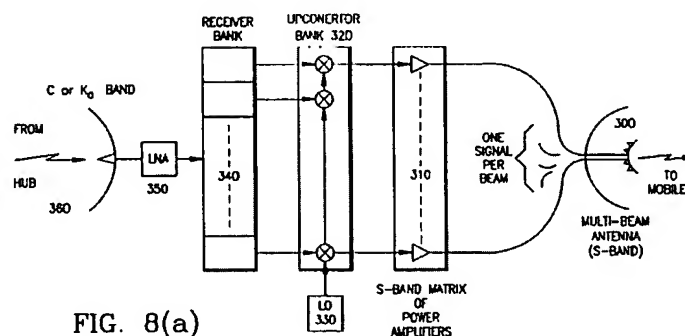 RECEIVER
BANK
UPCONERTOR
BANK 320
C or Ka BAND
FROM
HUB
360
LNA
350
340
310
ONE
SIGNAL
PER
BEAM
300
TO
MOBILE
MULTI-BEAM
ANTENNA
(S-BAND)
LO
330
S-BAND MATRIX
OF
POWER
AMPLIFIERS
FIG. 8(a)